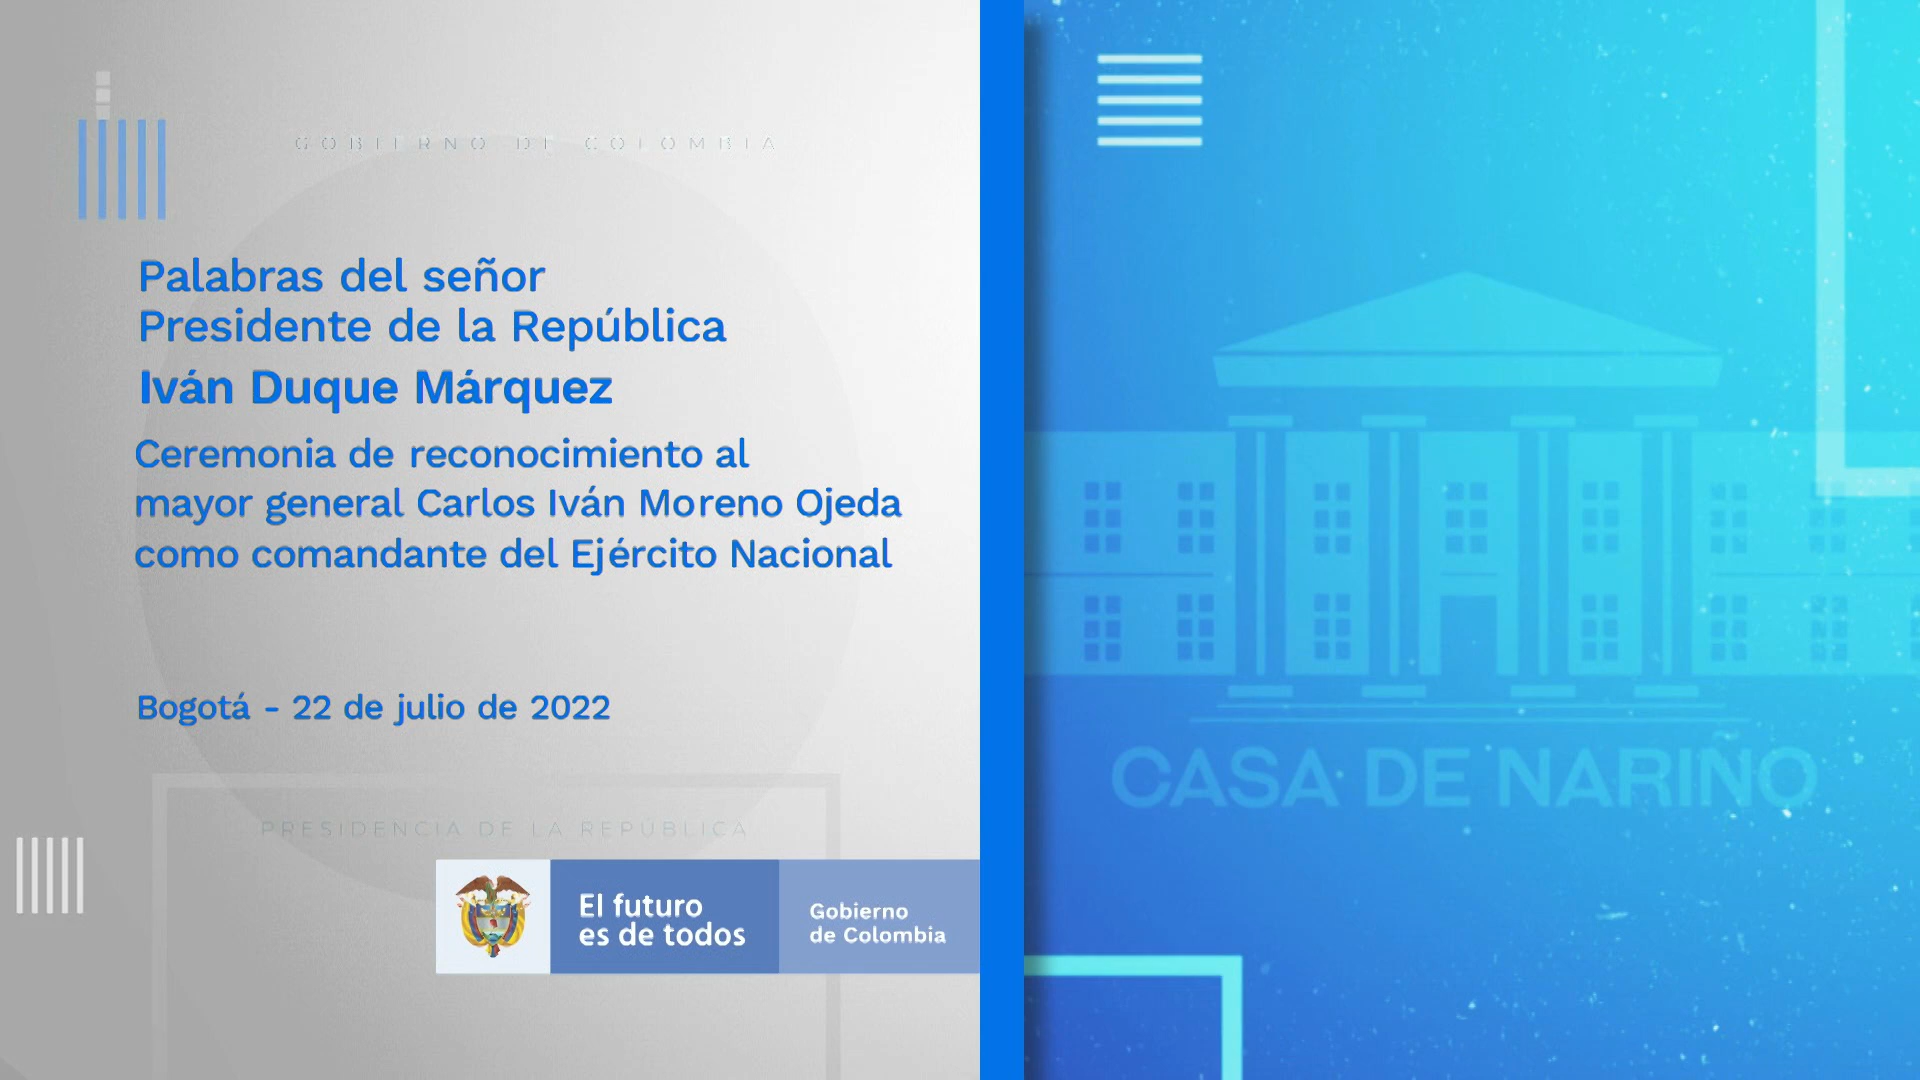 GOBIERNO DE COLOMBIA
Palabras del señor
Presidente de la República
Iván Duque Márquez
Ceremonia de reconocimiento al
mayor general Carlos Iván Moreno Ojeda
como comandante del Ejército Nacional
Bogotá - 22 de julio de 2022
PRESIDENCIA DE LA REPÚBLICA
El futuro
es de todos
Gobierno
de Colombia
CASA DE NARIÑO